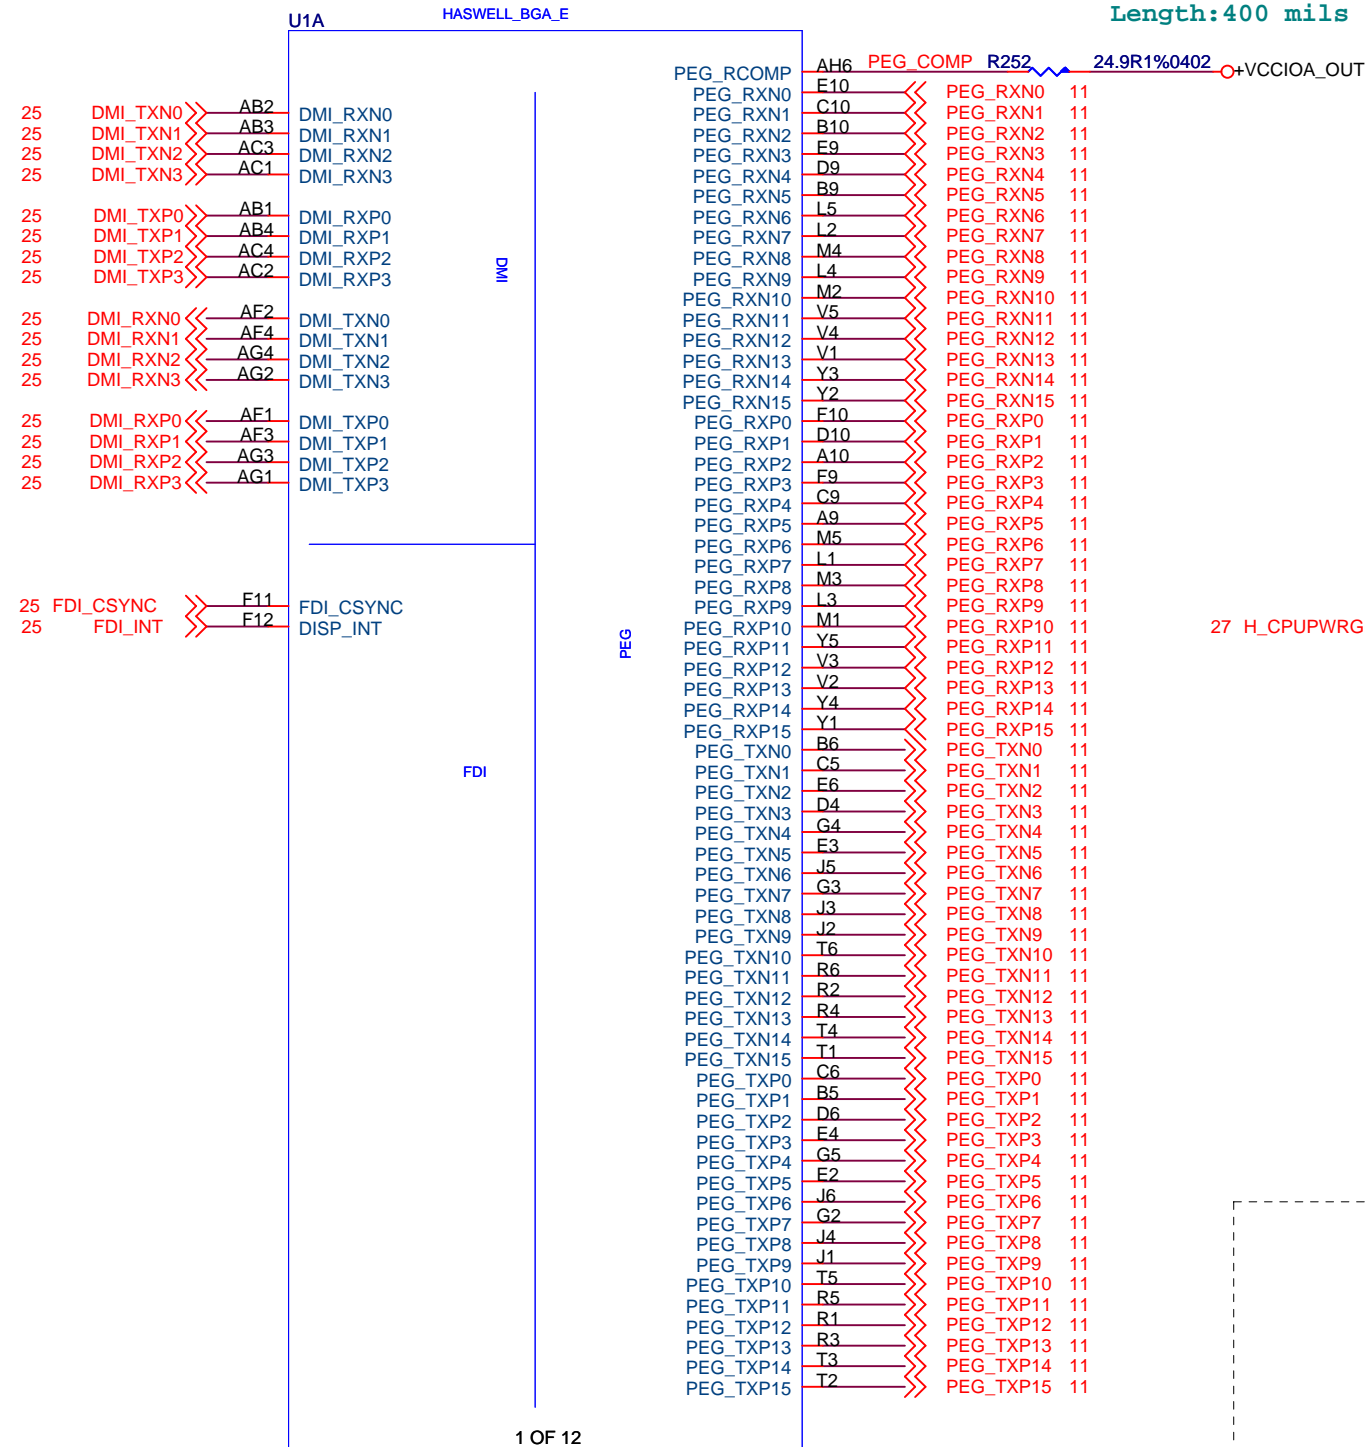 HASWELL_BGA_E
Length:400 mils
U1A
PEG_RCOMP AH6 PEG_COMP R252 24.9R1%0402 +VCCIOA_OUT
PEG_RXN0 E10 PEG_RXN0 11
25 DMI_TXN0 AB2 DMI_RXN0 PEG_RXN1 C10 PEG_RXN1 11
25 DMI_TXN1 AB3 DMI_RXN1 PEG_RXN2 B10 PEG_RXN2 11
25 DMI_TXN2 AC3 DMI_RXN2 PEG_RXN3 E9 PEG_RXN3 11
25 DMI_TXN3 AC1 DMI_RXN3 PEG_RXN4 D9 PEG_RXN4 11
PEG_RXN5 B9 PEG_RXN5 11
25 DMI_TXP0 AB1 DMI_RXP0 PEG_RXN6 L5 PEG_RXN6 11
25 DMI_TXP1 AB4 DMI_RXP1 PEG_RXN7 L2 PEG_RXN7 11
25 DMI_TXP2 AC4 DMI_RXP2 PEG_RXN8 M4 PEG_RXN8 11
25 DMI_TXP3 AC2 DMI_RXP3 DMI PEG_RXN9 L4 PEG_RXN9 11
PEG_RXN10 M2 PEG_RXN10 11
25 DMI_RXN0 AF2 DMI_TXN0 PEG_RXN11 V5 PEG_RXN11 11
25 DMI_RXN1 AF4 DMI_TXN1 PEG_RXN12 V4 PEG_RXN12 11
25 DMI_RXN2 AG4 DMI_TXN2 PEG_RXN13 V1 PEG_RXN13 11
25 DMI_RXN3 AG2 DMI_TXN3 PEG_RXN14 Y3 PEG_RXN14 11
PEG_RXN15 Y2 PEG_RXN15 11
25 DMI_RXP0 AF1 DMI_TXP0 PEG_RXP0 F10 PEG_RXP0 11
25 DMI_RXP1 AF3 DMI_TXP1 PEG_RXP1 D10 PEG_RXP1 11
25 DMI_RXP2 AG3 DMI_TXP2 PEG_RXP2 A10 PEG_RXP2 11
25 DMI_RXP3 AG1 DMI_TXP3 PEG_RXP3 F9 PEG_RXP3 11
PEG_RXP4 C9 PEG_RXP4 11
PEG_RXP5 A9 PEG_RXP5 11
PEG_RXP6 M5 PEG_RXP6 11
PEG_RXP7 L1 PEG_RXP7 11
PEG_RXP8 M3 PEG_RXP8 11
25 FDI_CSYNC F11 FDI_CSYNC PEG_RXP9 L3 PEG_RXP9 11
25 FDI_INT F12 DISP_INT PEG_RXP10 M1 PEG_RXP10 11 27 H_CPUPWRG
PEG PEG_RXP11 Y5 PEG_RXP11 11
PEG_RXP12 V3 PEG_RXP12 11
PEG_RXP13 V2 PEG_RXP13 11
PEG_RXP14 Y4 PEG_RXP14 11
PEG_RXP15 Y1 PEG_RXP15 11
PEG_TXN0 B6 PEG_TXN0 11
FDI PEG_TXN1 C5 PEG_TXN1 11
PEG_TXN2 E6 PEG_TXN2 11
PEG_TXN3 D4 PEG_TXN3 11
PEG_TXN4 G4 PEG_TXN4 11
PEG_TXN5 E3 PEG_TXN5 11
PEG_TXN6 J5 PEG_TXN6 11
PEG_TXN7 G3 PEG_TXN7 11
PEG_TXN8 J3 PEG_TXN8 11
PEG_TXN9 J2 PEG_TXN9 11
PEG_TXN10 T6 PEG_TXN10 11
PEG_TXN11 R6 PEG_TXN11 11
PEG_TXN12 R2 PEG_TXN12 11
PEG_TXN13 R4 PEG_TXN13 11
PEG_TXN14 T4 PEG_TXN14 11
PEG_TXN15 T1 PEG_TXN15 11
PEG_TXP0 C6 PEG_TXP0 11
PEG_TXP1 B5 PEG_TXP1 11
PEG_TXP2 D6 PEG_TXP2 11
PEG_TXP3 E4 PEG_TXP3 11
PEG_TXP4 G5 PEG_TXP4 11
PEG_TXP5 E2 PEG_TXP5 11
PEG_TXP6 J6 PEG_TXP6 11
PEG_TXP7 G2 PEG_TXP7 11
PEG_TXP8 J4 PEG_TXP8 11
PEG_TXP9 J1 PEG_TXP9 11
PEG_TXP10 T5 PEG_TXP10 11
PEG_TXP11 R5 PEG_TXP11 11
PEG_TXP12 R1 PEG_TXP12 11
PEG_TXP13 R3 PEG_TXP13 11
PEG_TXP14 T3 PEG_TXP14 11
PEG_TXP15 T2 PEG_TXP15 11
1 OF 12